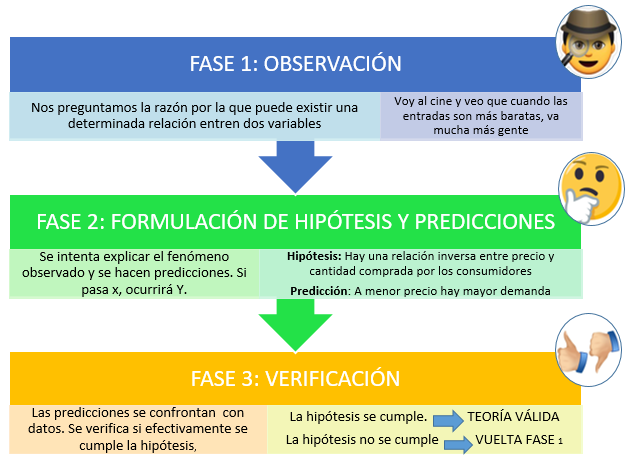 FASE 1: OBSERVACIÓN
Nos preguntamos la razón por la que puede existir una
determinada relación entren dos variables
Voy al cine y veo que cuando las
entradas son más baratas, va
mucha más gente
FASE 2: FORMULACIÓN DE HIPÓTESIS Y PREDICCIONES
Se intenta explicar el fenómeno
observado y se hacen predicciones. Si
pasa x, ocurrirá Y.
Hipótesis: Hay una relación inversa entre precio y
cantidad comprada por los consumidores
Predicción: A menor precio hay mayor demanda
FASE 3: VERIFICACIÓN
Las predicciones se confrontan con
datos. Se verifica si efectivamente se
cumple la hipótesis,
La hipótesis se cumple. TEORÍA VÁLIDA
La hipótesis no se cumple VUELTA FASE 1